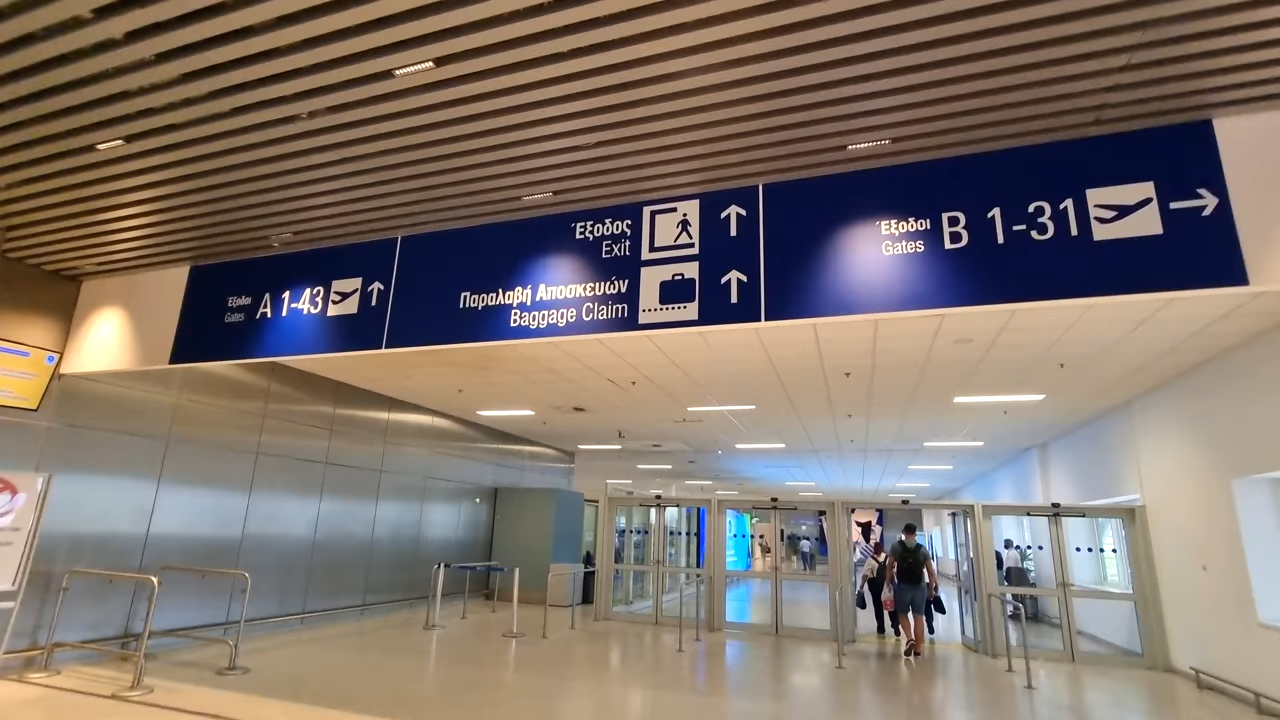 Έξοδοι
Gates
A 1-43
Έξοδος
Exit
Παραλαβή Αποσκευών
Baggage Claim
Έξοδοι
Gates
B 1-31